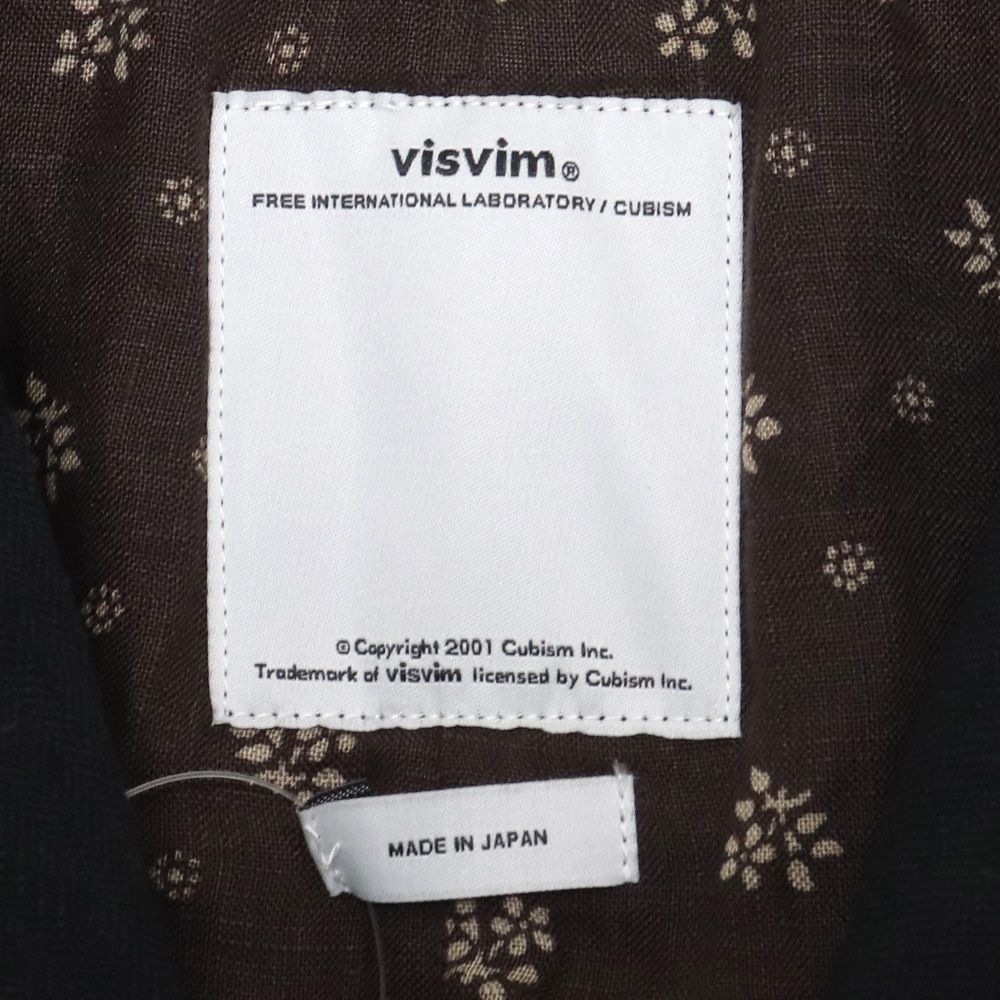 visvim®
FREE INTERNATIONAL LABORATORY / CUBISM
© Copyright 2001 Cubism Inc.
Trademark of visvim licensed by Cubism Inc.
MADE IN JAPAN